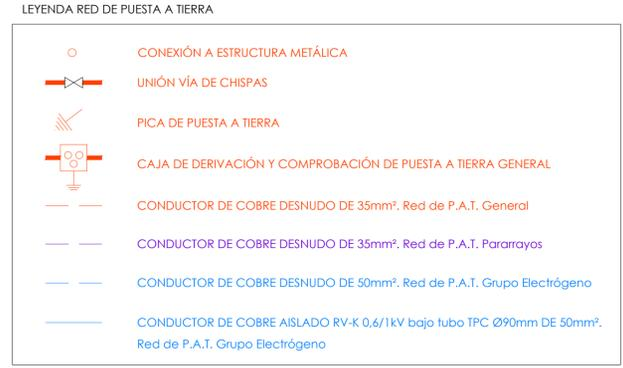 LEYENDA RED DE PUESTA A TIERRA
CONEXIÓN A ESTRUCTURA METÁLICA
UNIÓN VÍA DE CHISPAS
PICA DE PUESTA A TIERRA
CAJA DE DERIVACIÓN Y COMPROBACIÓN DE PUESTA A TIERRA GENERAL
CONDUCTOR DE COBRE DESNUDO DE 35mm². Red de P.A.T. General
CONDUCTOR DE COBRE DESNUDO DE 35mm². Red de P.A.T. Pararrayos
CONDUCTOR DE COBRE DESNUDO DE 50mm². Red de P.A.T. Grupo Electrógeno
CONDUCTOR DE COBRE AISLADO RV-K 0,6/1kV bajo tubo TPC Ø90mm DE 50mm².
Red de P.A.T. Grupo Electrógeno